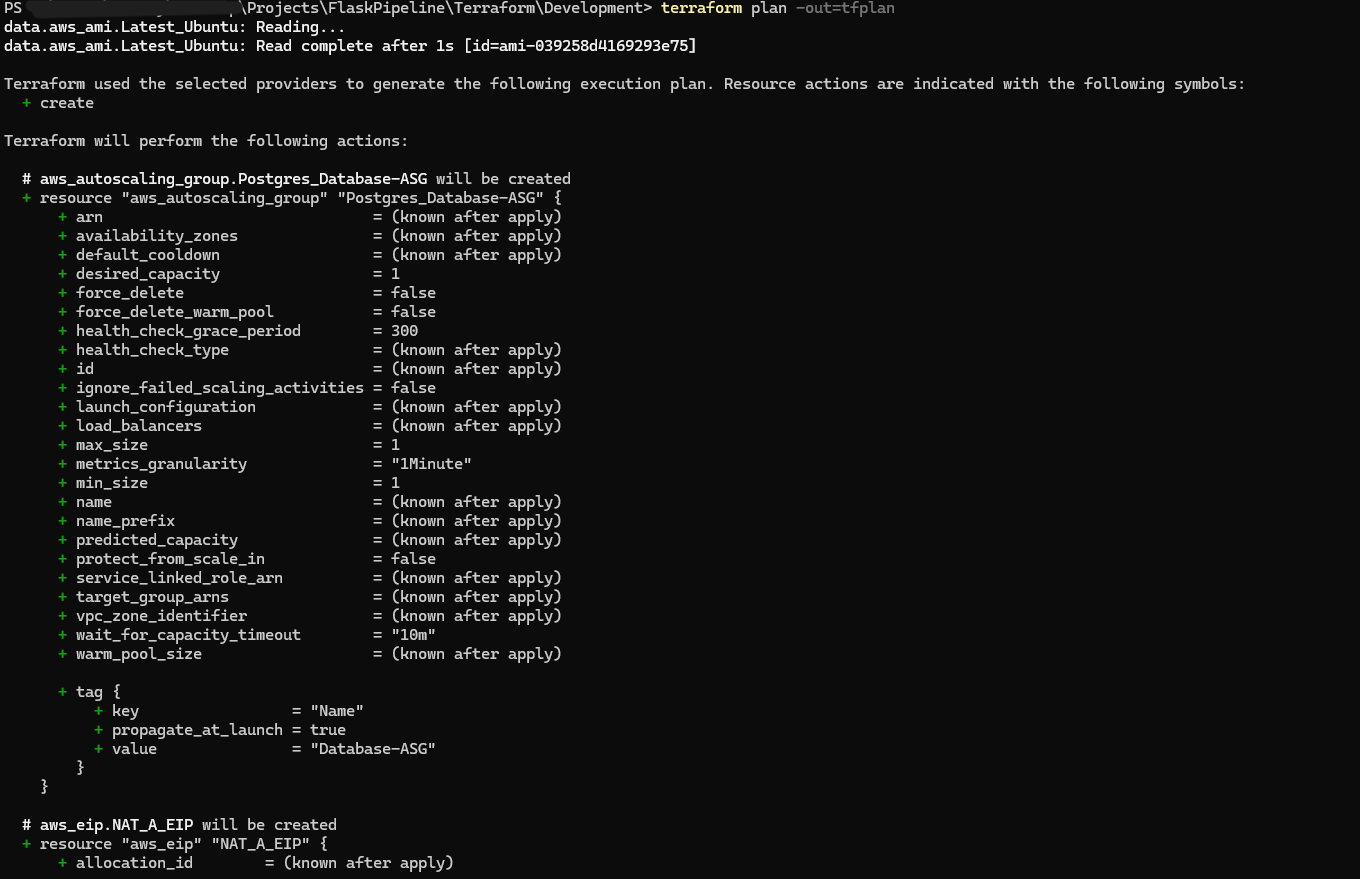 PS \Projects\FlaskPipeline\Terraform\Development> terraform plan -out=tfplan
data.aws_ami.Latest_Ubuntu: Reading...
data.aws_ami.Latest_Ubuntu: Read complete after 1s [id=ami-039258d4169293e75]

Terraform used the selected providers to generate the following execution plan. Resource actions are indicated with the following symbols:
  + create

Terraform will perform the following actions:

  # aws_autoscaling_group.Postgres_Database-ASG will be created
  + resource "aws_autoscaling_group" "Postgres_Database-ASG" {
      + arn                              = (known after apply)
      + availability_zones               = (known after apply)
      + default_cooldown                 = (known after apply)
      + desired_capacity                 = 1
      + force_delete                     = false
      + force_delete_warm_pool           = false
      + health_check_grace_period        = 300
      + health_check_type                = (known after apply)
      + id                               = (known after apply)
      + ignore_failed_scaling_activities = false
      + launch_configuration             = (known after apply)
      + load_balancers                   = (known after apply)
      + max_size                         = 1
      + metrics_granularity              = "1Minute"
      + min_size                         = 1
      + name                             = (known after apply)
      + name_prefix                      = (known after apply)
      + predicted_capacity               = (known after apply)
      + protect_from_scale_in            = false
      + service_linked_role_arn          = (known after apply)
      + target_group_arns                = (known after apply)
      + vpc_zone_identifier              = (known after apply)
      + wait_for_capacity_timeout        = "10m"
      + warm_pool_size                   = (known after apply)

      + tag {
          + key                 = "Name"
          + propagate_at_launch = true
          + value               = "Database-ASG"
        }
    }

  # aws_eip.NAT_A_EIP will be created
  + resource "aws_eip" "NAT_A_EIP" {
      + allocation_id        = (known after apply)